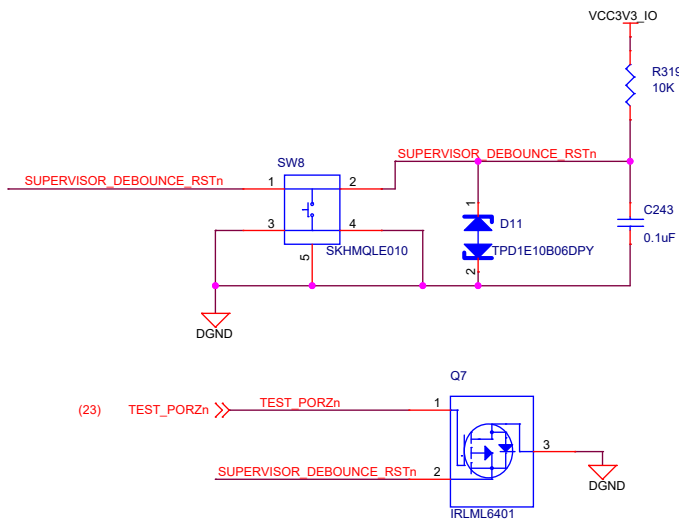 VCC3V3_IO
R319
10K
SUPERVISOR_DEBOUNCE_RSTn
SW8
SUPERVISOR_DEBOUNCE_RSTn
1
2
3
4
5
SKHMQLE010
1
D11
TPD1E10B06DPY
2
C243
0.1uF
DGND
Q7
(23)
TEST_PORZn
TEST_PORZn
1
3
SUPERVISOR_DEBOUNCE_RSTn
2
DGND
IRLML6401